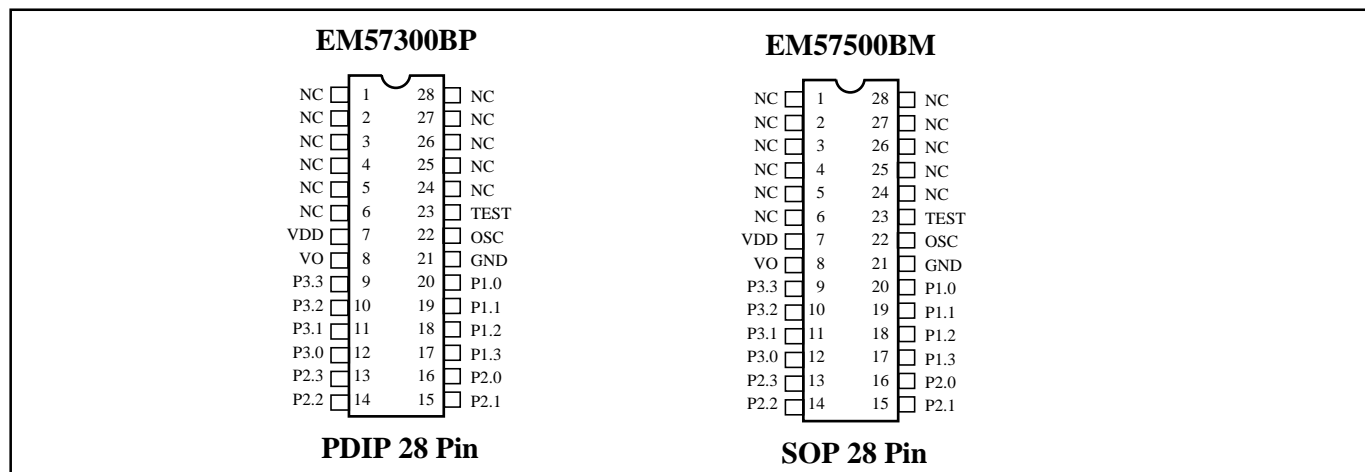 EM57300BP
NC 1 28 NC
NC 2 27 NC
NC 3 26 NC
NC 4 25 NC
NC 5 24 NC
NC 6 23 TEST
VDD 7 22 OSC
VO 8 21 GND
P3.3 9 20 P1.0
P3.2 10 19 P1.1
P3.1 11 18 P1.2
P3.0 12 17 P1.3
P2.3 13 16 P2.0
P2.2 14 15 P2.1
PDIP 28 Pin
EM57500BM
NC 1 28 NC
NC 2 27 NC
NC 3 26 NC
NC 4 25 NC
NC 5 24 NC
NC 6 23 TEST
VDD 7 22 OSC
VO 8 21 GND
P3.3 9 20 P1.0
P3.2 10 19 P1.1
P3.1 11 18 P1.2
P3.0 12 17 P1.3
P2.3 13 16 P2.0
P2.2 14 15 P2.1
SOP 28 Pin